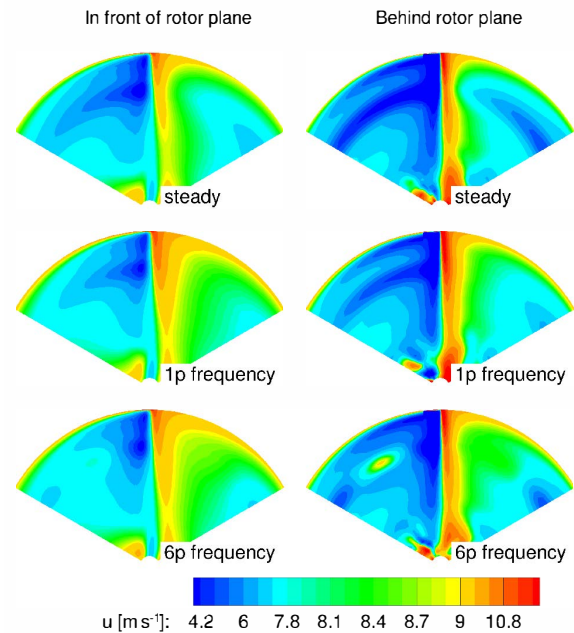 In front of rotor plane Behind rotor plane
steady steady
1p frequency 1p frequency
6p frequency 6p frequency
u [m s⁻¹]: 4.2 6 7.8 8.1 8.4 8.7 9 10.8